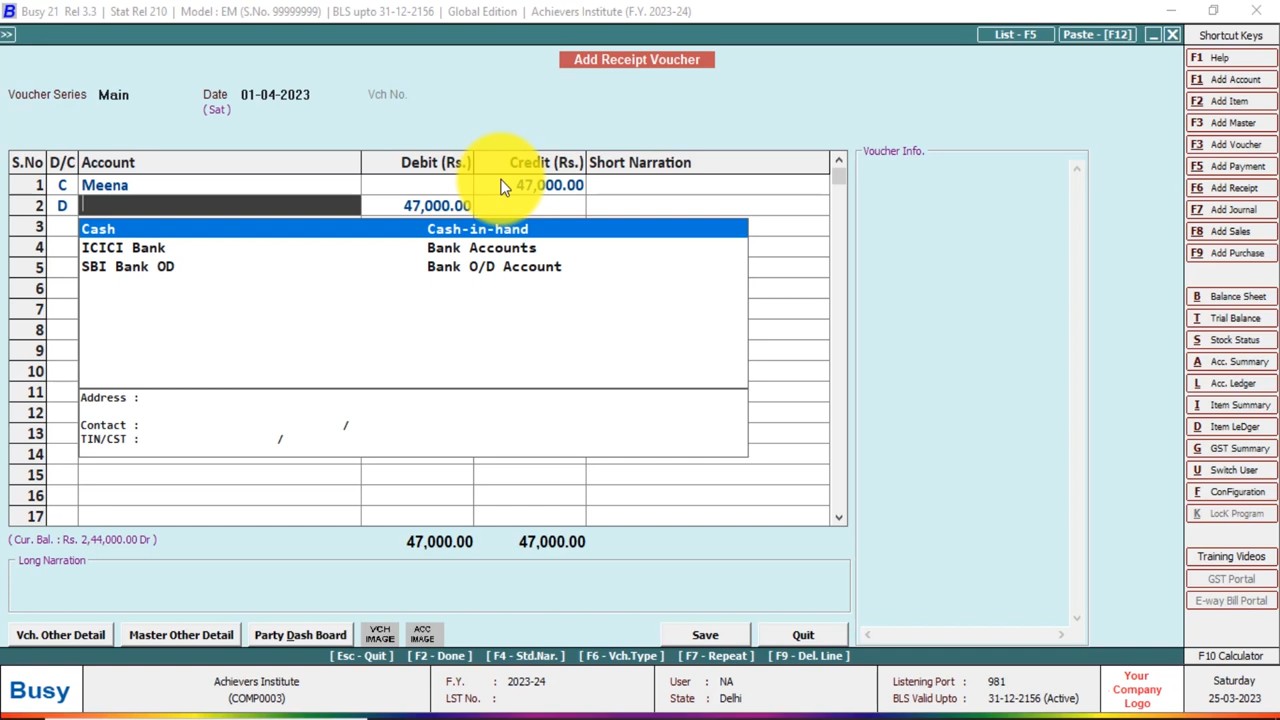 Busy 21 Rel 3.3 | Stat Rel 210 | Model : EM (S.No. 99999999) | BLS upto 31-12-2156 | Global Edition | Achievers Institute (F.Y. 2023-24)
>> List - F5 Paste - [F12] Shortcut Keys
Add Receipt Voucher
Voucher Series Main Date 01-04-2023 Vch No.
( Sat )
S.No D/C Account Debit (Rs.) Credit (Rs.) Short Narration
1 C Meena 47,000.00
2 D 47,000.00
3 Cash Cash-in-hand
4 ICICI Bank Bank Accounts
5 SBI Bank OD Bank O/D Account
6
7
8
9
10
11 Address :
12
13 Contact : /
TIN/CST : /
14
15
16
17
( Cur. Bal. : Rs. 2,44,000.00 Dr ) 47,000.00 47,000.00
Long Narration
Voucher Info.
Vch. Other Detail Master Other Detail Party Dash Board VCH IMAGE ACC IMAGE Save Quit
[ Esc - Quit ] [ F2 - Done ] [ F4 - Std.Nar. ] [ F6 - Vch.Type ] [ F7 - Repeat ] [ F9 - Del. Line ]
F1 Help
F1 Add Account
F2 Add Item
F3 Add Master
F3 Add Voucher
F5 Add Payment
F6 Add Receipt
F7 Add Journal
F8 Add Sales
F9 Add Purchase
B Balance Sheet
T Trial Balance
S Stock Status
A Acc. Summary
L Acc. Ledger
I Item Summary
D Item LeDger
G GST Summary
U Switch User
F ConFiguration
K LocK Program
Training Videos
GST Portal
E-way Bill Portal
F10 Calculator
Busy
Achievers Institute
(COMP0003)
F.Y. : 2023-24
LST No. :
User : NA
State : Delhi
Listening Port : 981
BLS Valid Upto : 31-12-2156 (Active)
Your
Company
Logo
Saturday
25-03-2023